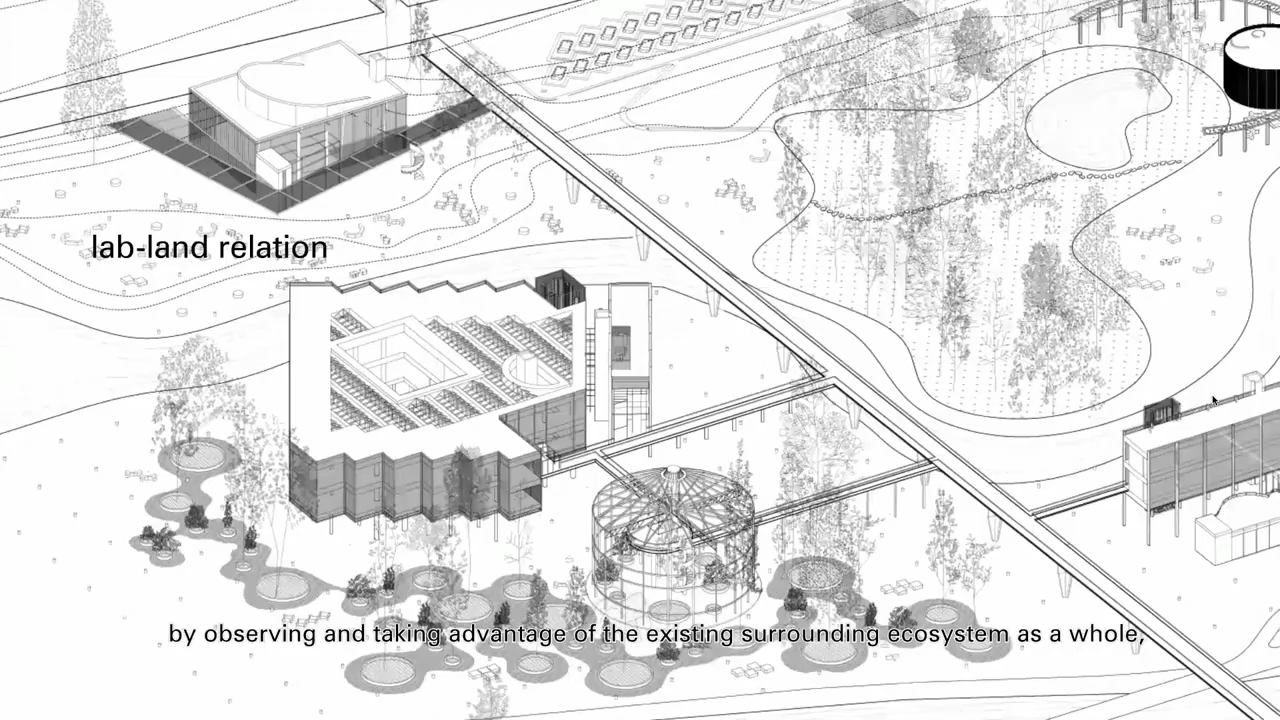 lab-land relation
by observing and taking advantage of the existing surrounding ecosystem as a whole,